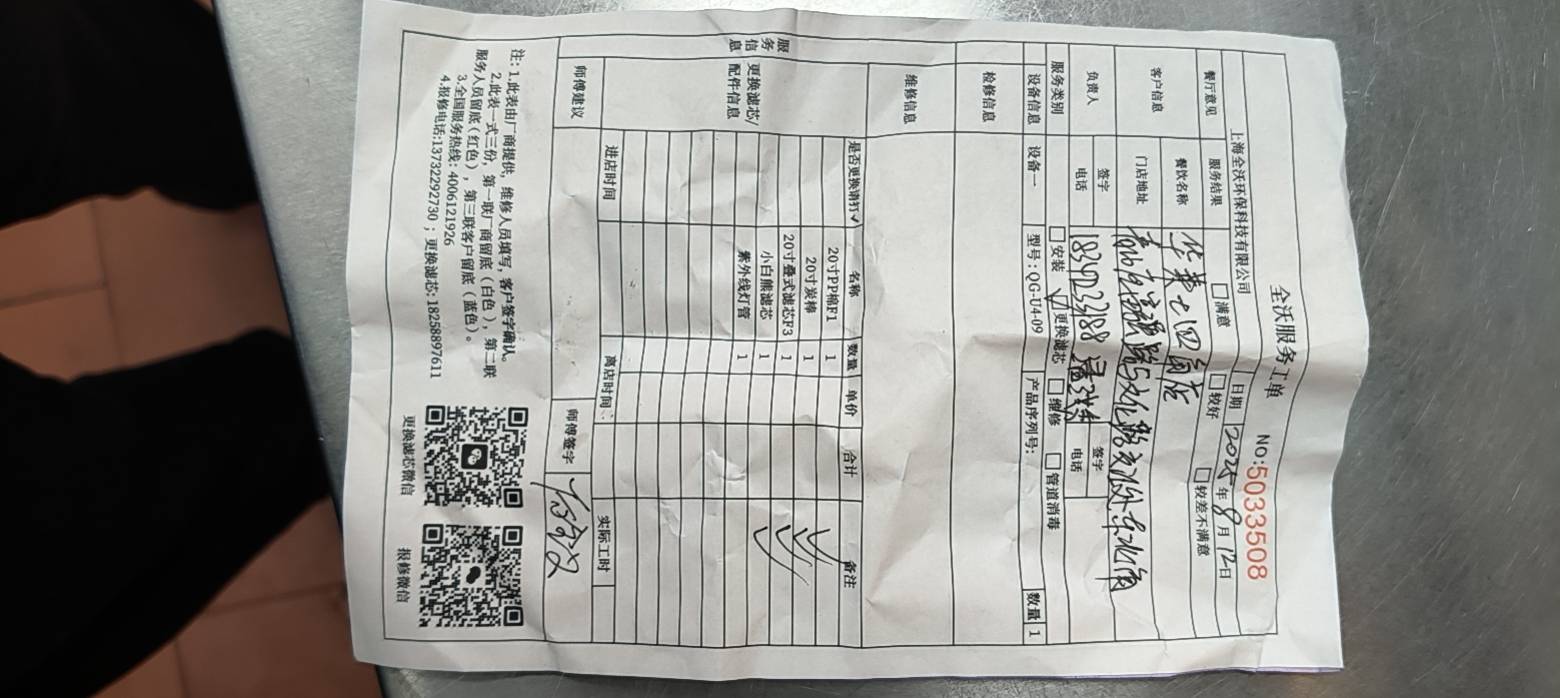 全沃服务工单
NO:5033508
上海全沃环保科技有限公司 日期 2025年8月12日
餐厅意见 服务结果 □满意 □较好 □较差不满意
客户信息 餐饮名称 华莱士四店
门店地址
负责人 签字 签字
电话 电话
服务类别 □安装 ☑更换滤芯 □维修 □管道消毒
设备信息 设备一 型号:QG-U4-09 产品序列号: 数量 1
检修信息
维修信息
服务信息
更换滤芯/配件信息
是否更换请打✓ 名称 数量 单价 合计 备注
20寸PP棉F1 1 ✓
20寸炭棒 1 ✓
20寸叠式滤芯F3 1 ✓
小白熊滤芯 1 ✓
紫外线灯管 1
进店时间 离店时间: 实际工时
师傅建议 师傅签字
注: 1.此表由厂商提供, 维修人员填写, 客户签字确认。
2.此表一式三份, 第一联厂商留底(白色), 第二联
服务人员留底(红色), 第三联客户留底(蓝色)。
3.全国服务热线: 4006121926
4.报修电话:13732292730; 更换滤芯: 18258897611
更换滤芯微信 报修微信